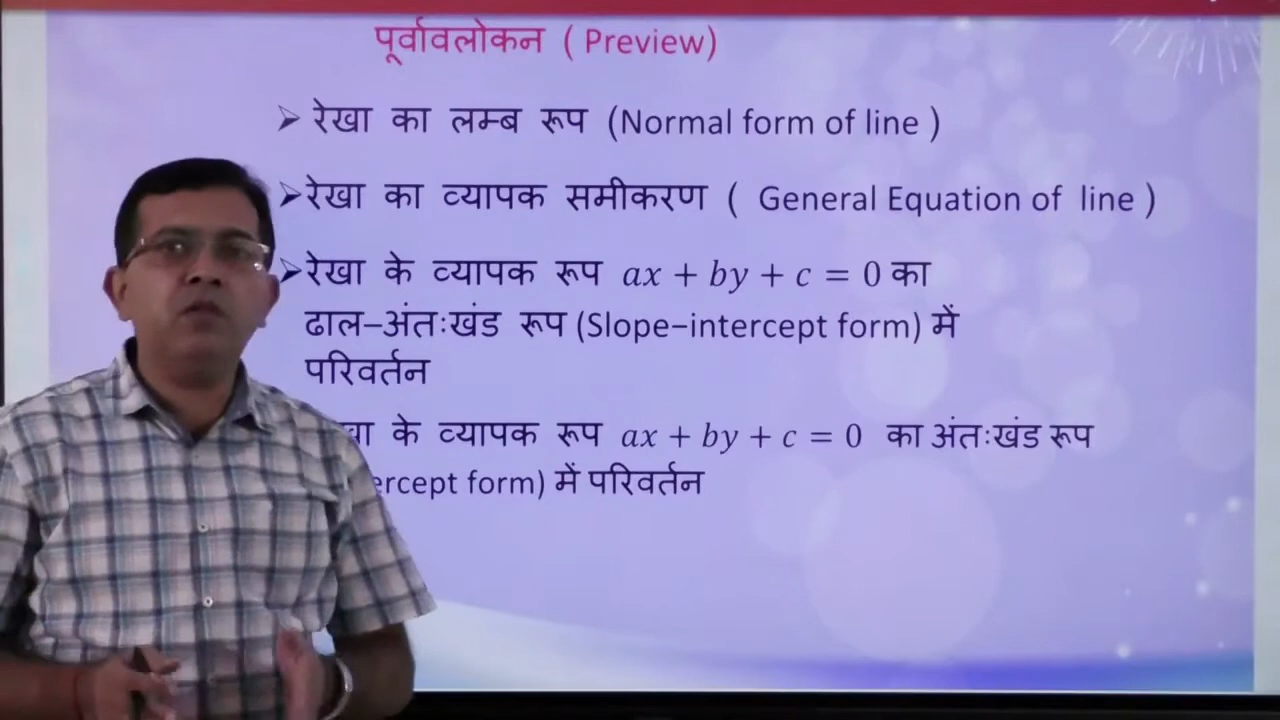 पूर्वावलोकन ( Preview)
➢ रेखा का लम्ब रूप (Normal form of line )
➢रेखा का व्यापक समीकरण ( General Equation of line )
➢रेखा के व्यापक रूप ax + by + c = 0 का
ढाल–अंतःखंड रूप (Slope–intercept form) में
परिवर्तन
के व्यापक रूप ax + by + c = 0 का अंतःखंड रूप
form) में परिवर्तन